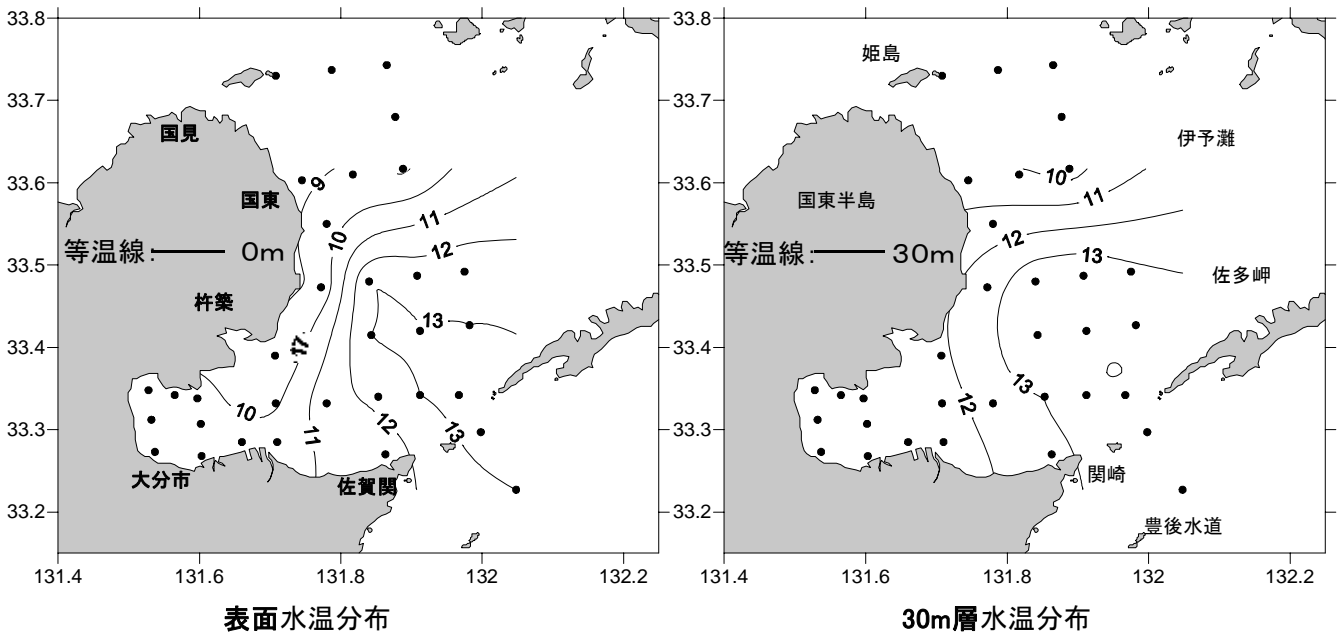 33.8
33.7
33.6
33.5
33.4
33.3
33.2
131.4
131.6
131.8
132
132.2
国見
国東
杵築
大分市
佐賀関
等温線: 0m
9
10
11
12
13
17
10
11
12
13
表面水温分布
33.8
33.7
33.6
33.5
33.4
33.3
33.2
131.4
131.6
131.8
132
132.2
姫島
伊予灘
国東半島
等温線: 30m
佐多岬
関崎
豊後水道
10
11
12
13
13
12
30m層水温分布